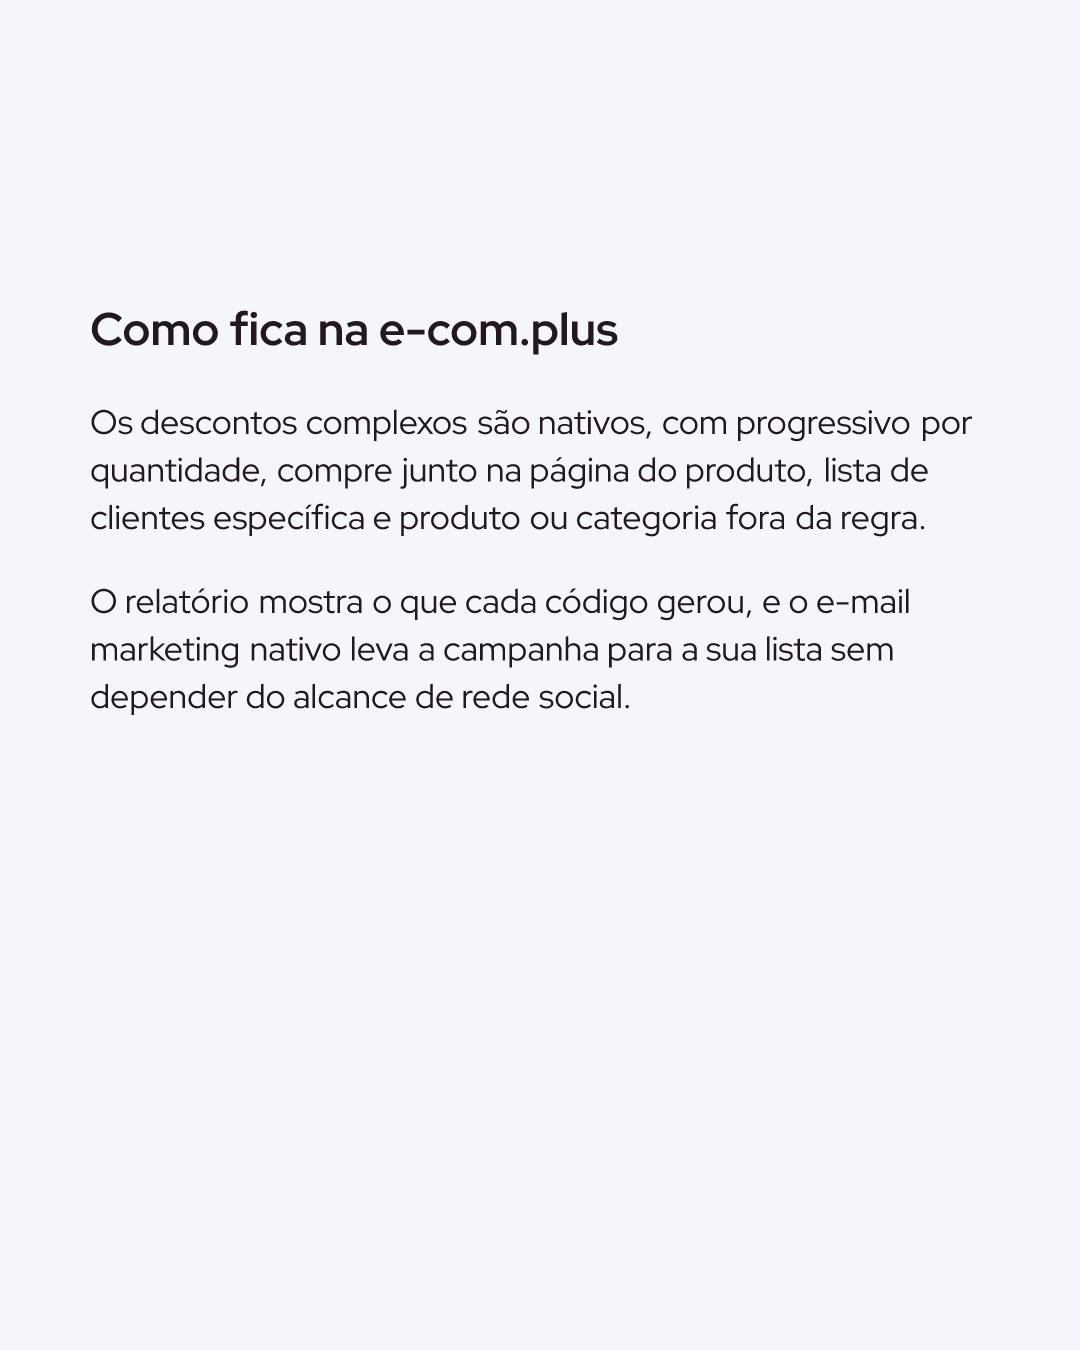 Como fica na e-com.plus
Os descontos complexos são nativos, com progressivo por
quantidade, compre junto na página do produto, lista de
clientes específica e produto ou categoria fora da regra.
O relatório mostra o que cada código gerou, e o e-mail
marketing nativo leva a campanha para a sua lista sem
depender do alcance de rede social.